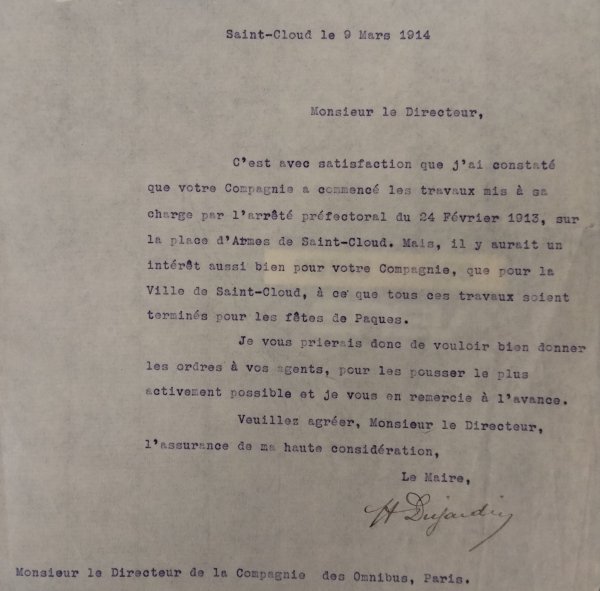 Saint-Cloud le 9 Mars 1914
Monsieur le Directeur,
C'est avec satisfaction que j'ai constaté
que votre Compagnie a commencé les travaux mis à sa
charge par l'arrêté préfectoral du 24 Février 1913, sur
la place d'Armes de Saint-Cloud. Mais, il y aurait un
intérêt aussi bien pour votre Compagnie, que pour la
Ville de Saint-Cloud, à ce que tous ces travaux soient
terminés pour les fêtes de Paques.
Je vous prierais donc de vouloir bien donner
les ordres à vos agents, pour les pousser le plus
activement possible et je vous en remercie à l'avance.
Veuillez agréer, Monsieur le Directeur,
l'assurance de ma haute considération,
Le Maire,
H Dujardin
Monsieur le Directeur de la Compagnie des Omnibus, Paris.